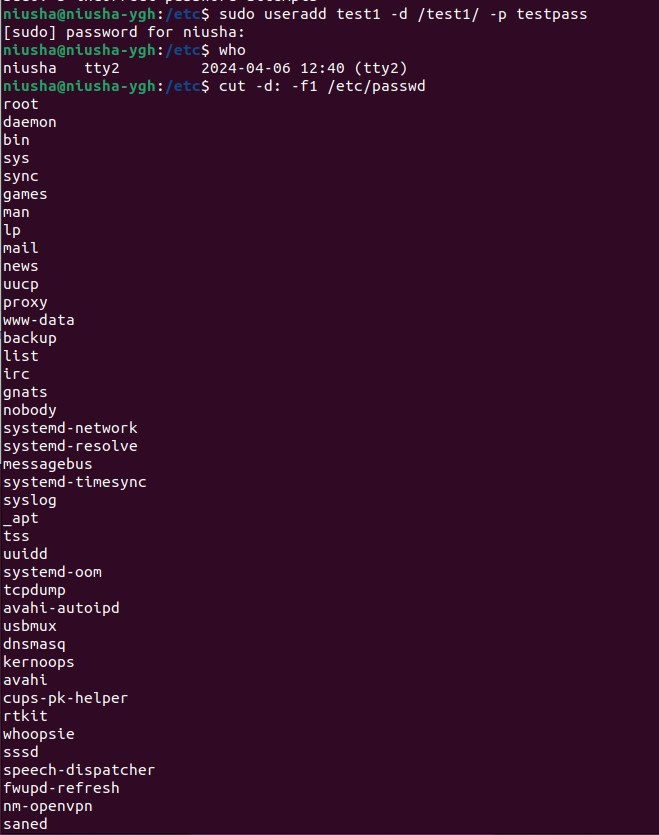 niusha@niusha-ygh:/etc$ sudo useradd test1 -d /test1/ -p testpass
[sudo] password for niusha:
niusha@niusha-ygh:/etc$ who
niusha   tty2         2024-04-06 12:40 (tty2)
niusha@niusha-ygh:/etc$ cut -d: -f1 /etc/passwd
root
daemon
bin
sys
sync
games
man
lp
mail
news
uucp
proxy
www-data
backup
list
irc
gnats
nobody
systemd-network
systemd-resolve
messagebus
systemd-timesync
syslog
_apt
tss
uuidd
systemd-oom
tcpdump
avahi-autoipd
usbmux
dnsmasq
kernoops
avahi
cups-pk-helper
rtkit
whoopsie
sssd
speech-dispatcher
fwupd-refresh
nm-openvpn
saned